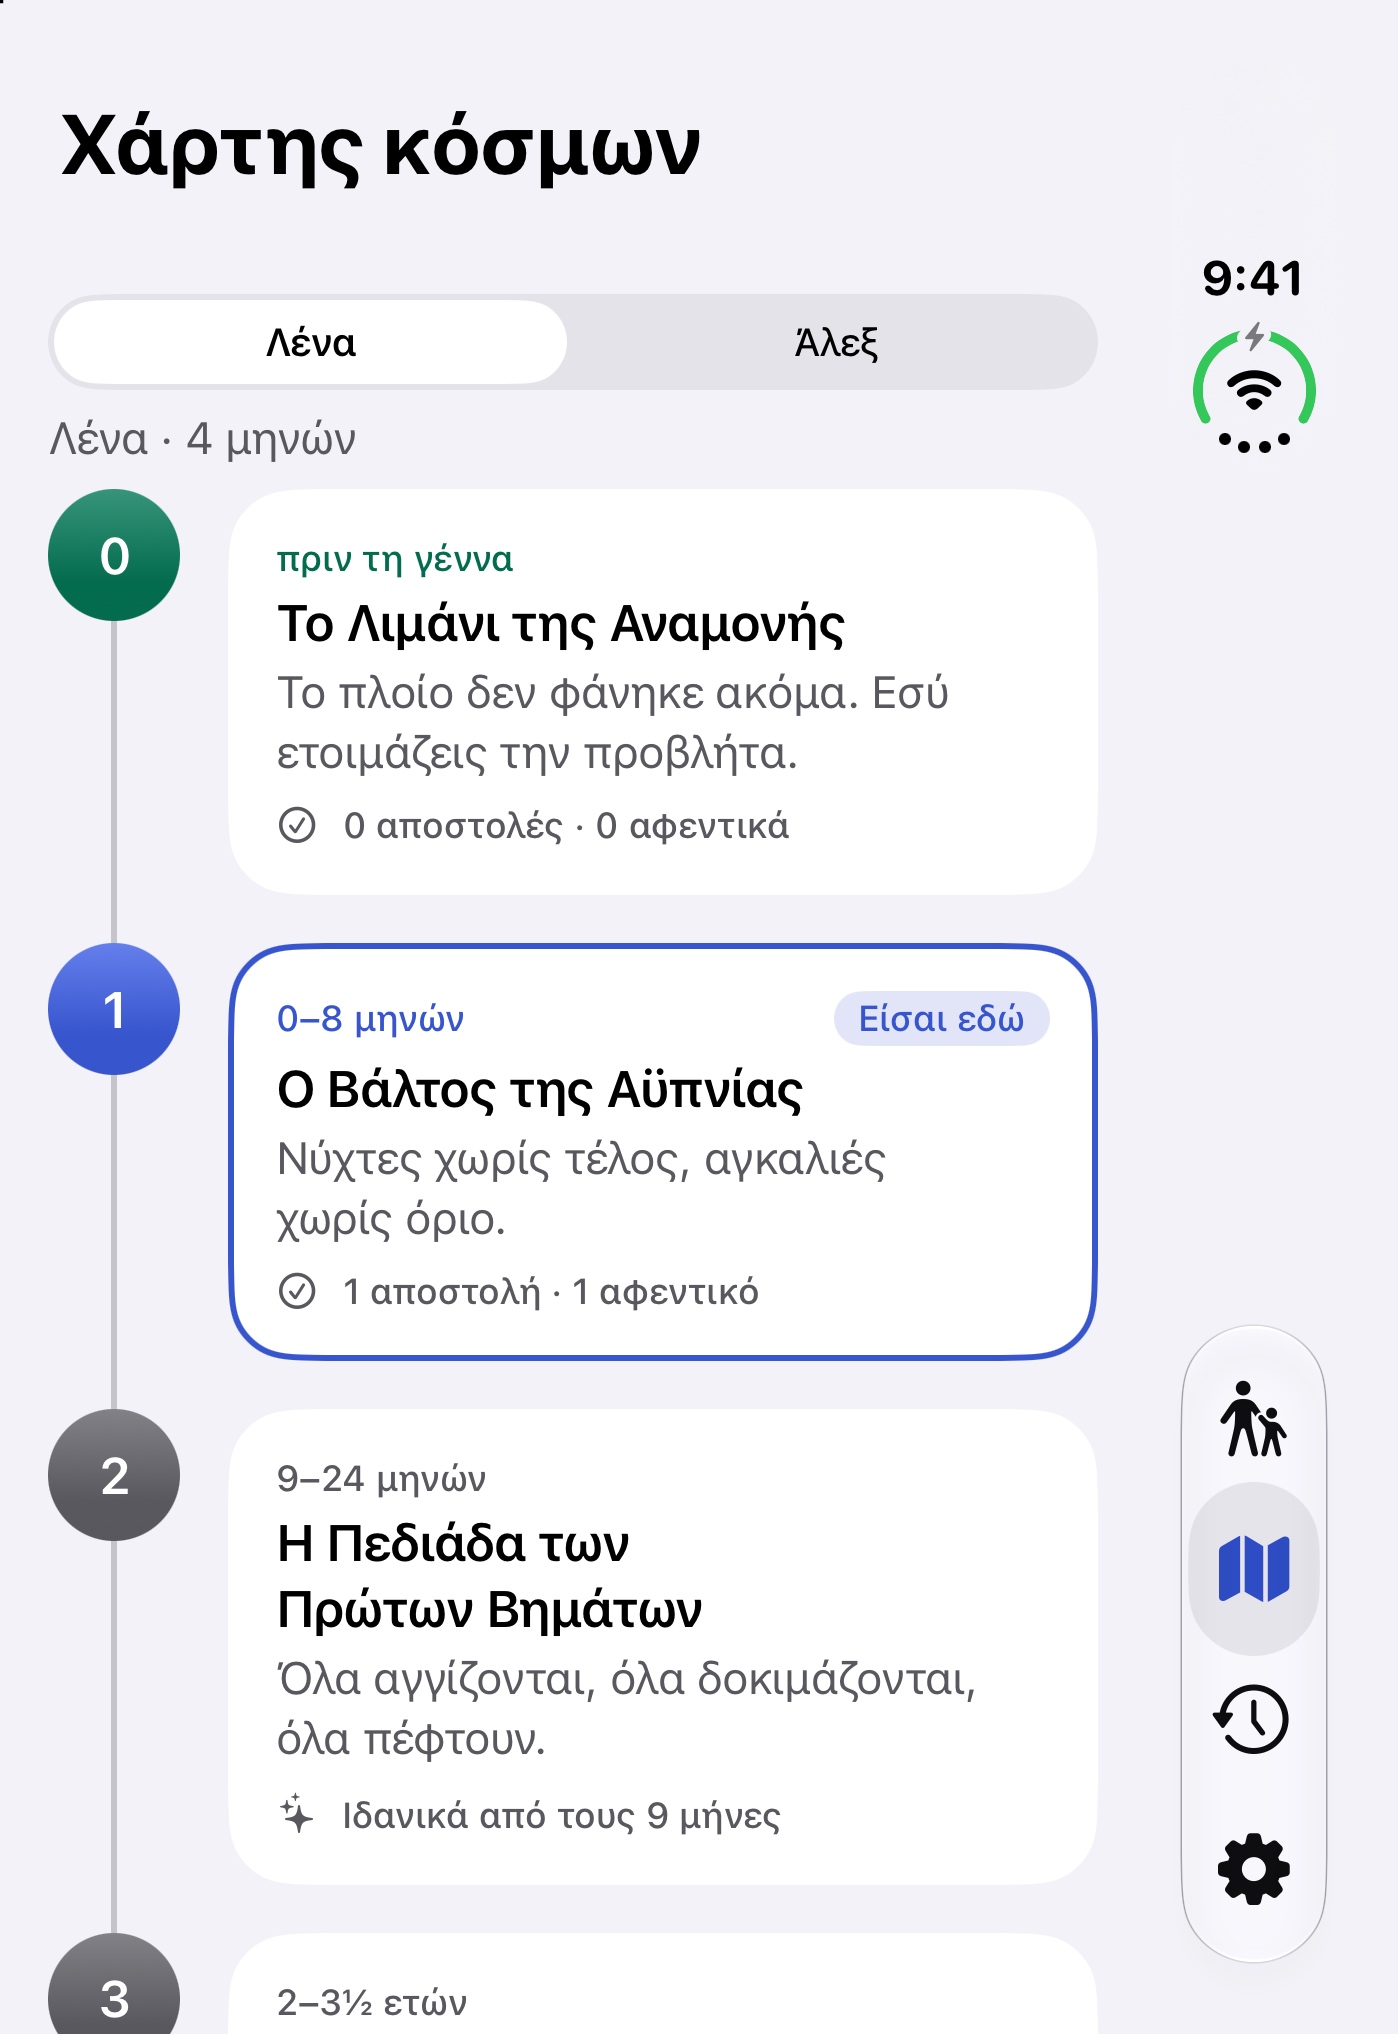 Χάρτης κόσμων
9:41
Λένα
Άλεξ
Λένα · 4 μηνών
0
πριν τη γέννα
Το Λιμάνι της Αναμονής
Το πλοίο δεν φάνηκε ακόμα. Εσύ
ετοιμάζεις την προβλήτα.
0 αποστολές · 0 αφεντικά
1
0–8 μηνών
Είσαι εδώ
Ο Βάλτος της Αϋπνίας
Νύχτες χωρίς τέλος, αγκαλιές
χωρίς όριο.
1 αποστολή · 1 αφεντικό
2
9–24 μηνών
Η Πεδιάδα των
Πρώτων Βημάτων
Όλα αγγίζονται, όλα δοκιμάζονται,
όλα πέφτουν.
Ιδανικά από τους 9 μήνες
3
2–3½ ετών